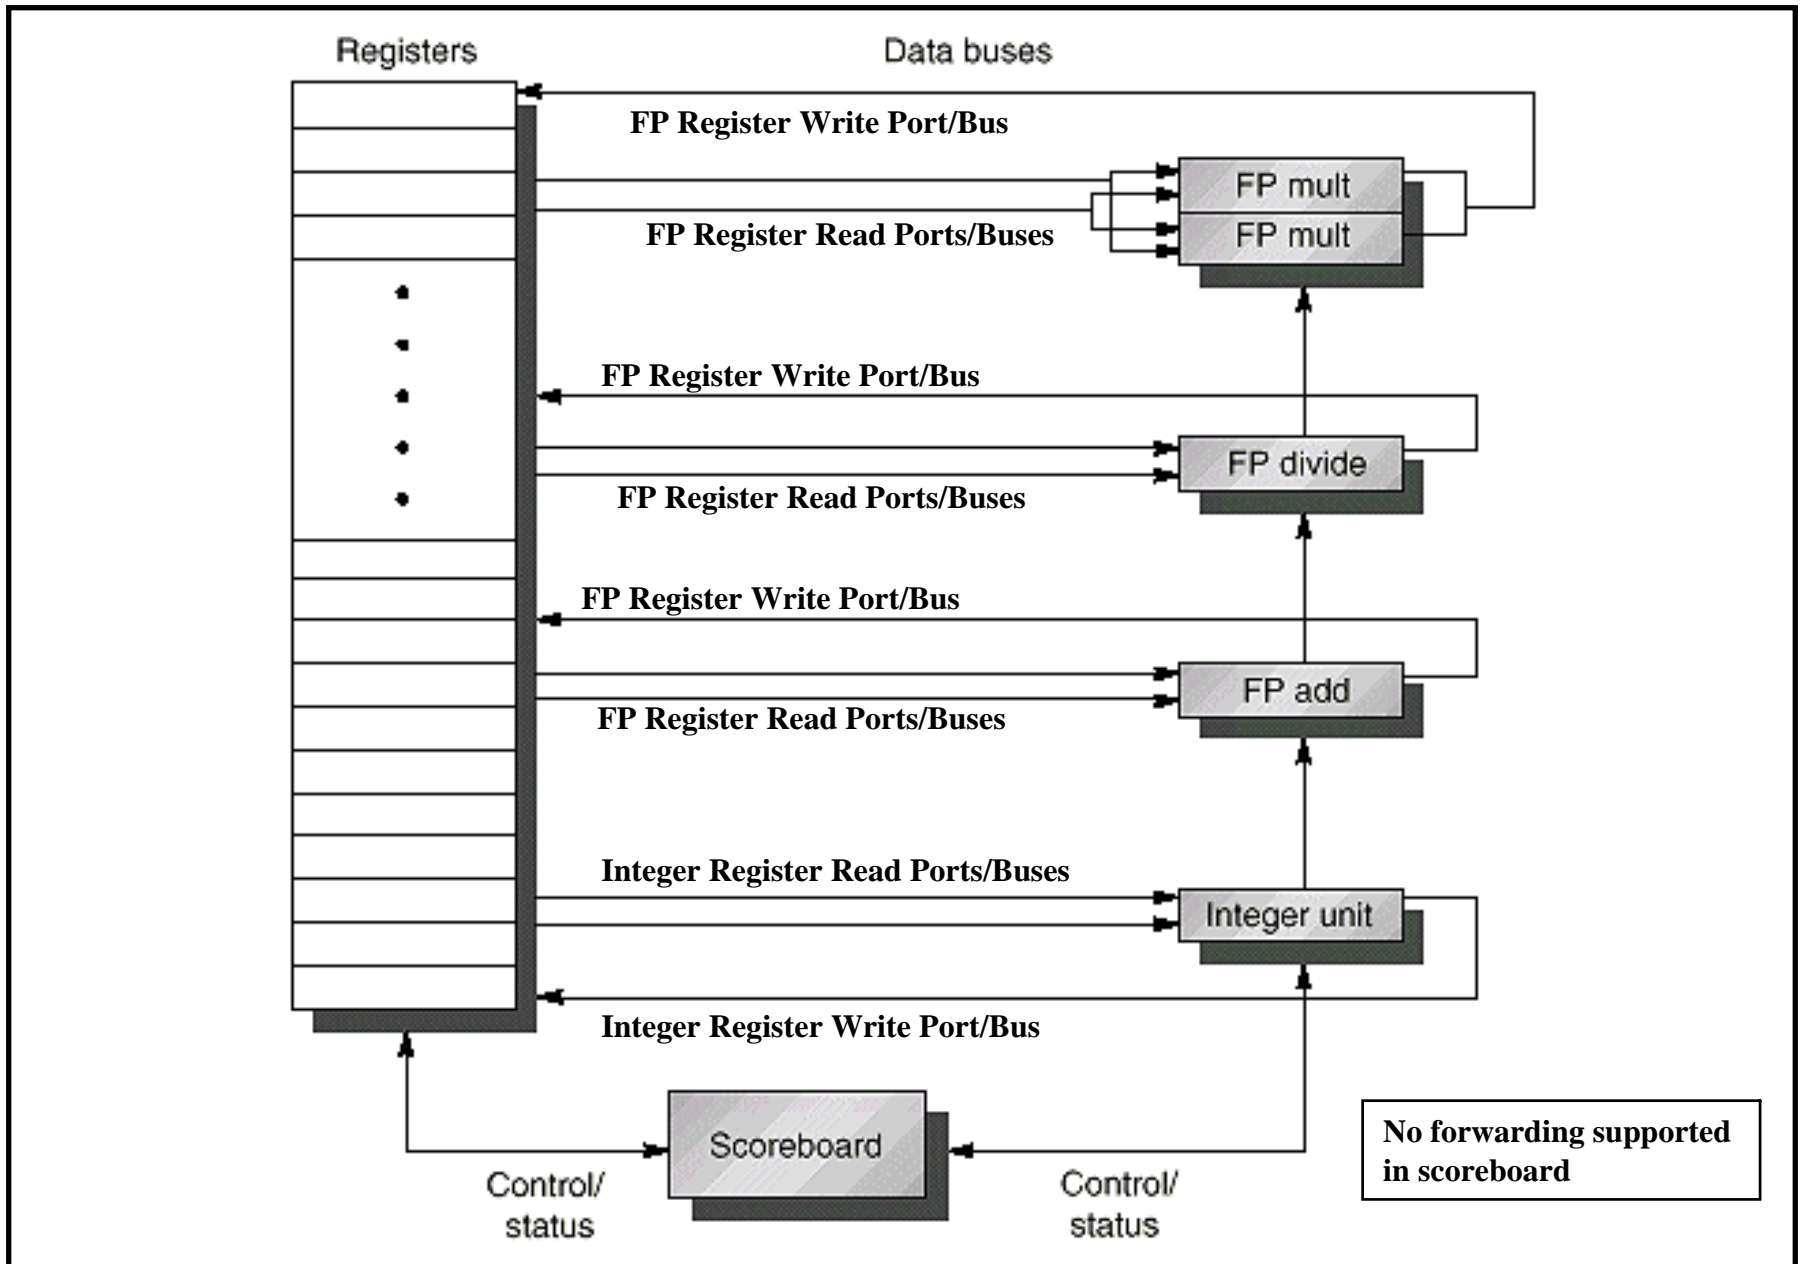 Registers
Data buses
FP Register Write Port/Bus
FP mult
FP Register Read Ports/Buses
FP mult
FP Register Write Port/Bus
FP divide
FP Register Read Ports/Buses
FP Register Write Port/Bus
FP add
FP Register Read Ports/Buses
Integer Register Read Ports/Buses
Integer unit
Integer Register Write Port/Bus
Scoreboard
No forwarding supported
in scoreboard
Control/
status
Control/
status